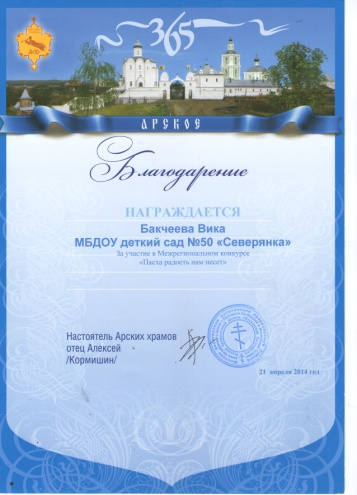 365
АРСКОЕ
Благодарение
НАГРАЖДАЕТСЯ
Бакчеева Вика
МБДОУ деткий сад №50 «Северянка»
За участие в Межрегиональном конкурсе
«Пасха радость нам несет»
Настоятель Арских храмов
отец Алексей
/Кормишин/
21 апреля 2014 год